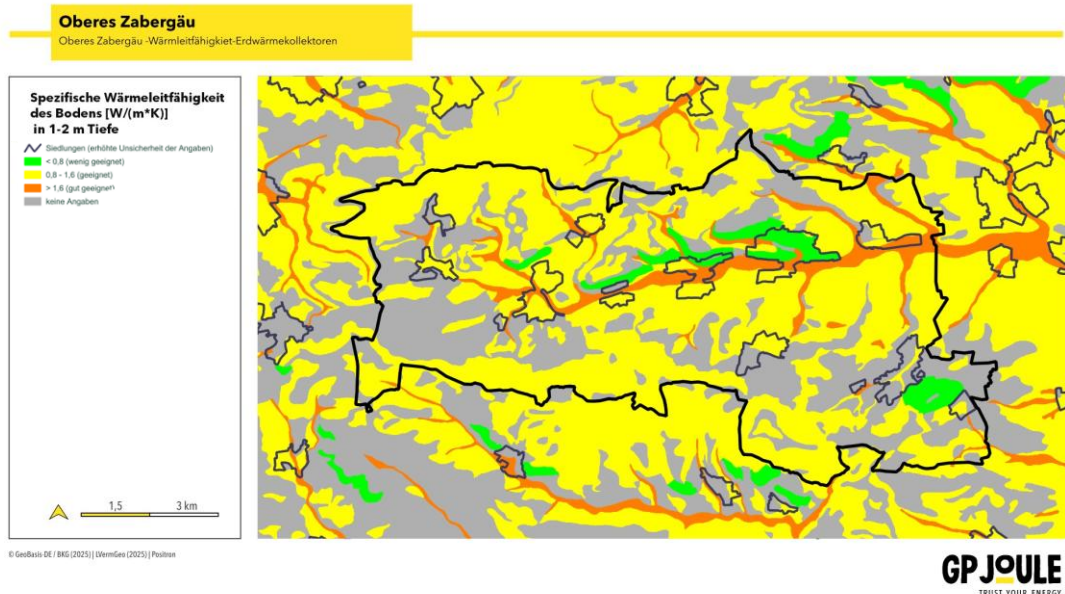 Oberes Zabergäu
Oberes Zabergäu -Wärmleitfähigkiet-Erdwärmekollektoren
Spezifische Wärmeleitfähigkeit
des Bodens [W/(m*K)]
in 1-2 m Tiefe
Siedlungen (erhöhte Unsicherheit der Angaben)
< 0,8 (wenig geeignet)
0,8 - 1,6 (geeignet)
> 1,6 (gut geeignet)
keine Angaben
1,5 3 km
© GeoBasis-DE / BKG (2025) | LVermGeo (2025) | Positron
GP JOULE
TRUST YOUR ENERGY